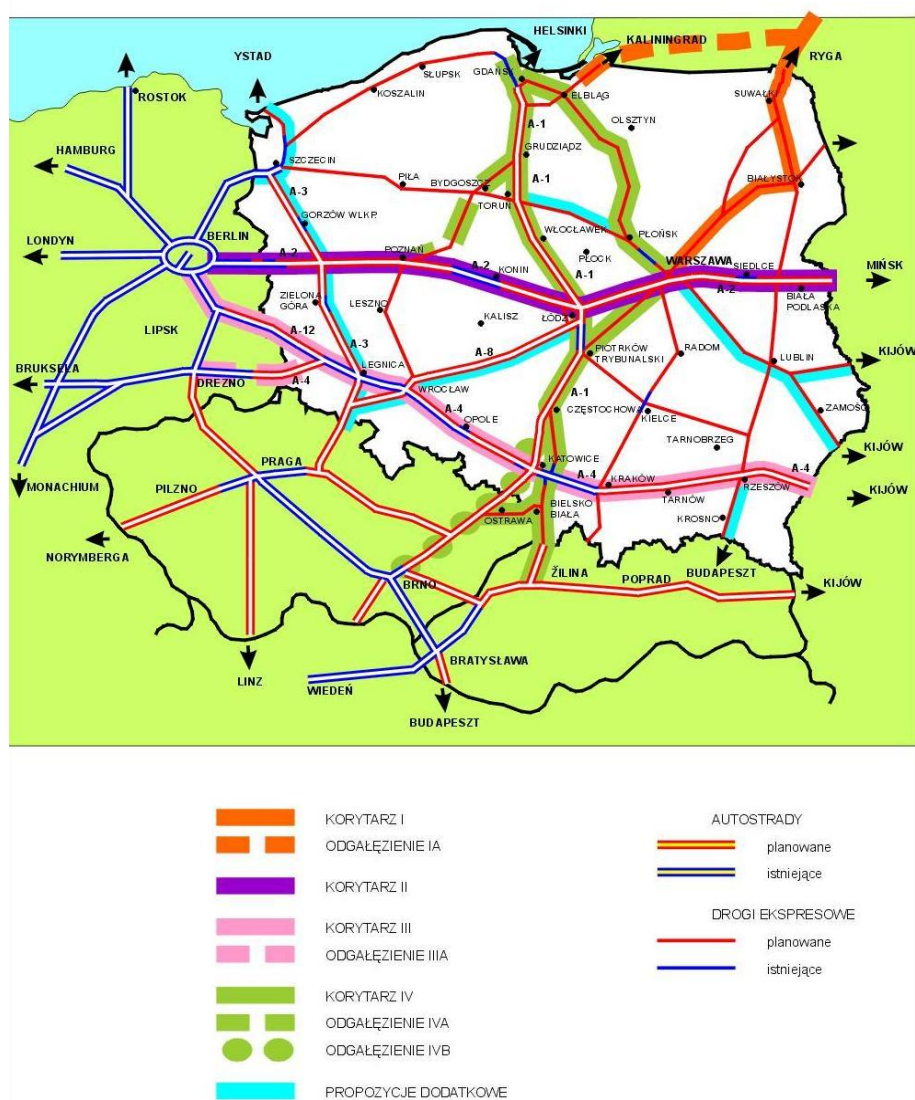 HELSINKI
KALININGRAD
YSTAD
RYGA
GDAŃSK
SŁUPSK
KOSZALIN
ELBLĄG
SUWAŁKI
ROSTOK
OLSZTYN
A-1
GRUDZIĄDZ
HAMBURG
SZCZECIN
PIŁA
BYDGOSZCZ
A-1
BIAŁYSTOK
A-3
TORUŃ
GORZÓW WLKP.
BERLIN
LONDYN
WŁOCŁAWEK
PŁOŃSK
POZNAŃ
PŁOCK
WARSZAWA
A-2
A-2
KONIN
A-1
SIEDLCE
MIŃSK
A-2
BIAŁA
PODLASKA
ZIELONA
GÓRA
LESZNO
KALISZ
ŁÓDŹ
LIPSK
A-12
A-3
A-8
PIOTRKÓW
TRYBUNALSKI
RADOM
LUBLIN
KIJÓW
BRUKSELA
DREZNO
A-4
LEGNICA
WROCŁAW
A-1
A-4
CZĘSTOCHOWA
KIELCE
ZAMOŚĆ
OPOLE
TARNOBRZEG
KIJÓW
PRAGA
KATOWICE
A-4
KRAKÓW
TARNÓW
RZESZÓW
A-4
MONACHIUM
PILZNO
KIJÓW
OSTRAWA
BIELSKO
BIAŁA
KROSNO
NORYMBERGA
BRNO
ŽILINA
POPRAD
BUDAPESZT
KIJÓW
LINZ
WIEDEŃ
BRATYSŁAWA
BUDAPESZT
KORYTARZ I
ODGAŁĘZIENIE IA
KORYTARZ II
KORYTARZ III
ODGAŁĘZIENIE IIIA
KORYTARZ IV
ODGAŁĘZIENIE IVA
ODGAŁĘZIENIE IVB
PROPOZYCJE DODATKOWE
AUTOSTRADY
planowane
istniejące
DROGI EKSPRESOWE
planowane
istniejące